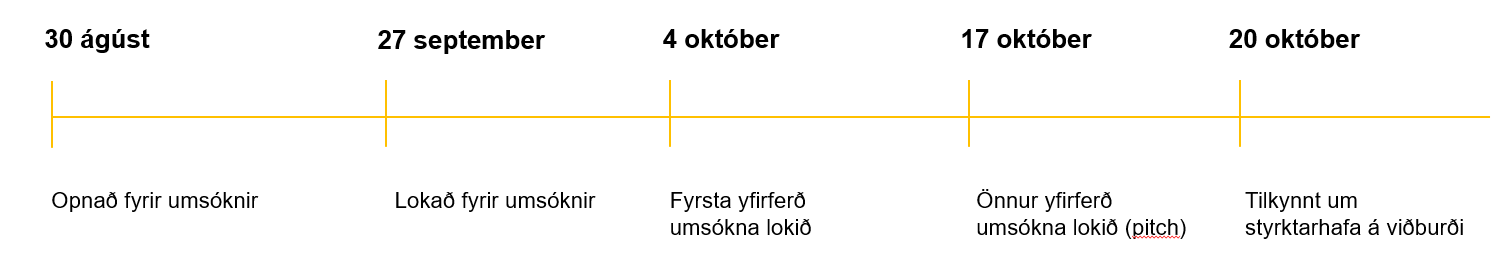 30 ágúst
27 september
4 október
17 október
20 október
Opnað fyrir umsóknir
Lokað fyrir umsóknir
Fyrsta yfirferð
umsókna lokið
Önnur yfirferð
umsókna lokið (pitch)
Tilkynnt um
styrktarhafa á viðburði